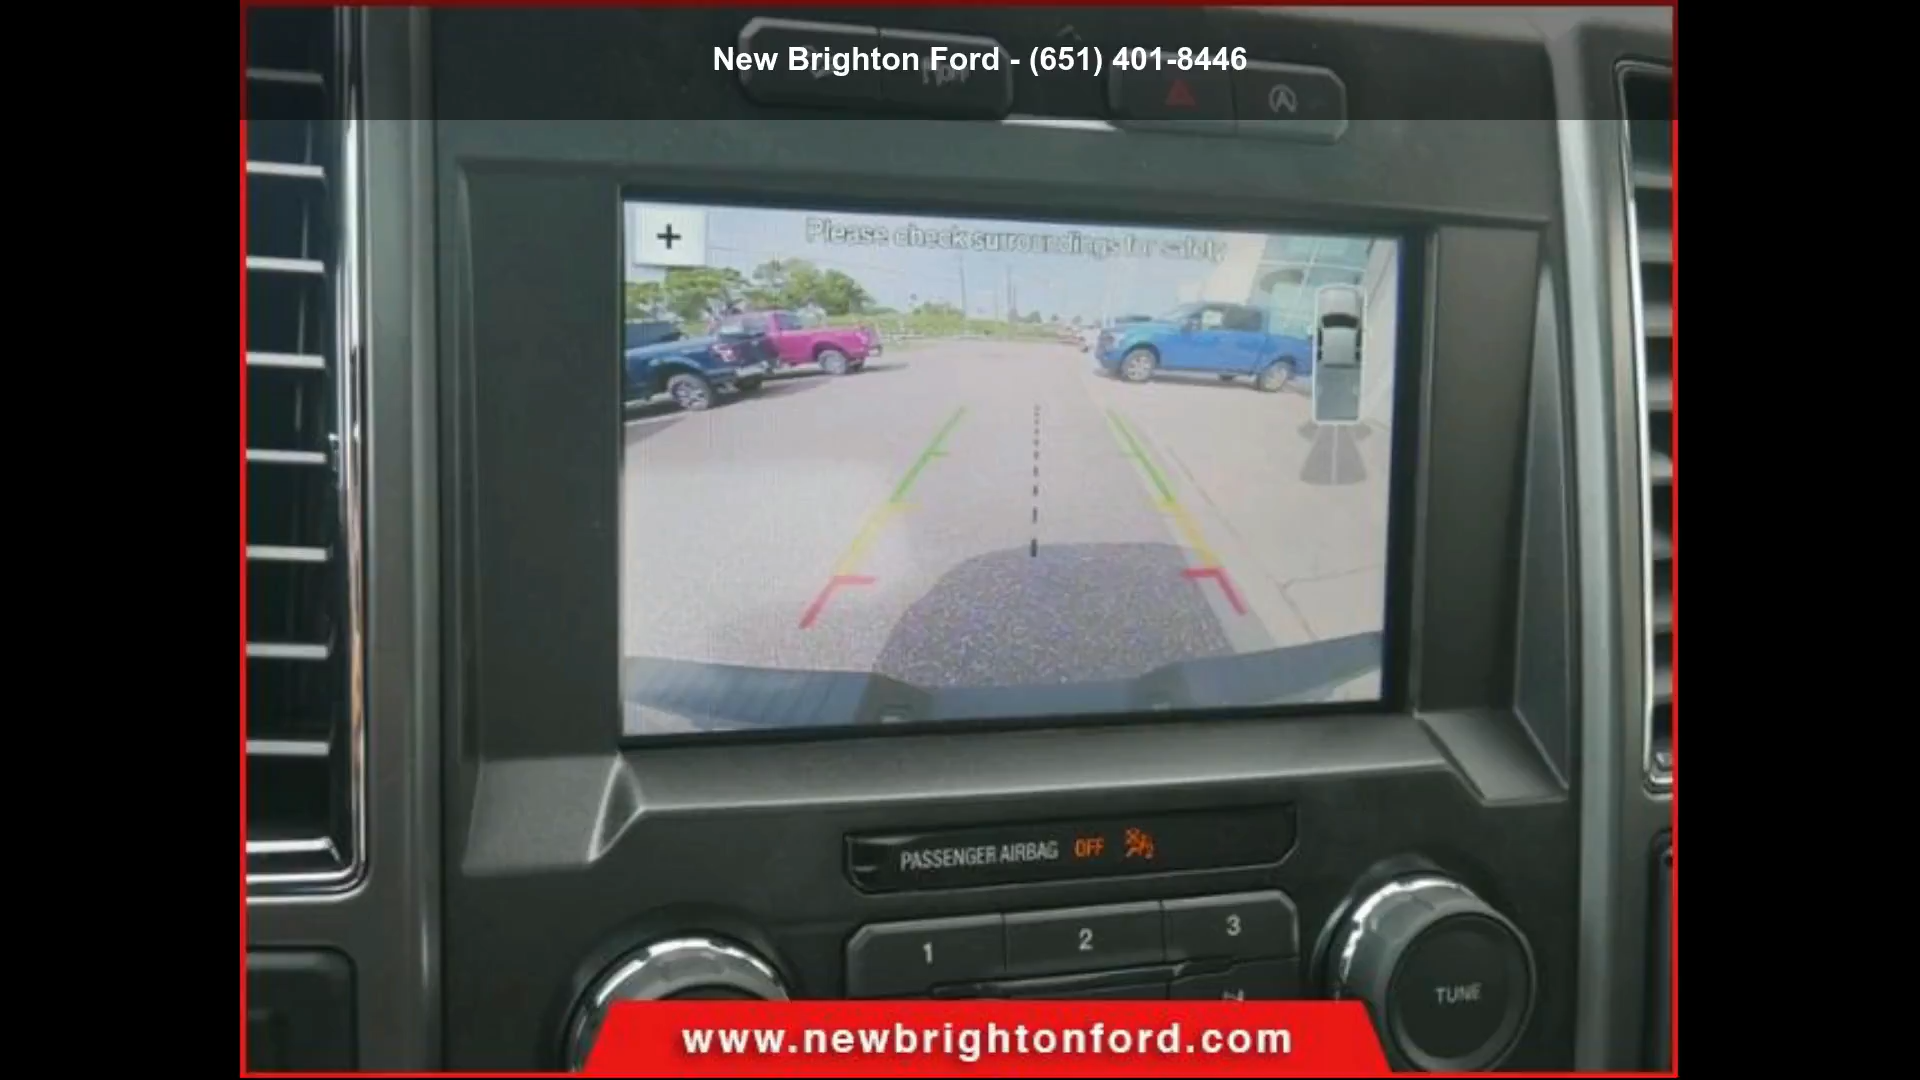 New Brighton Ford - (651) 401-8446
Please check surroundings for safety
PASSENGER AIRBAG OFF
1
2
3
TUNE
www.newbrightonford.com